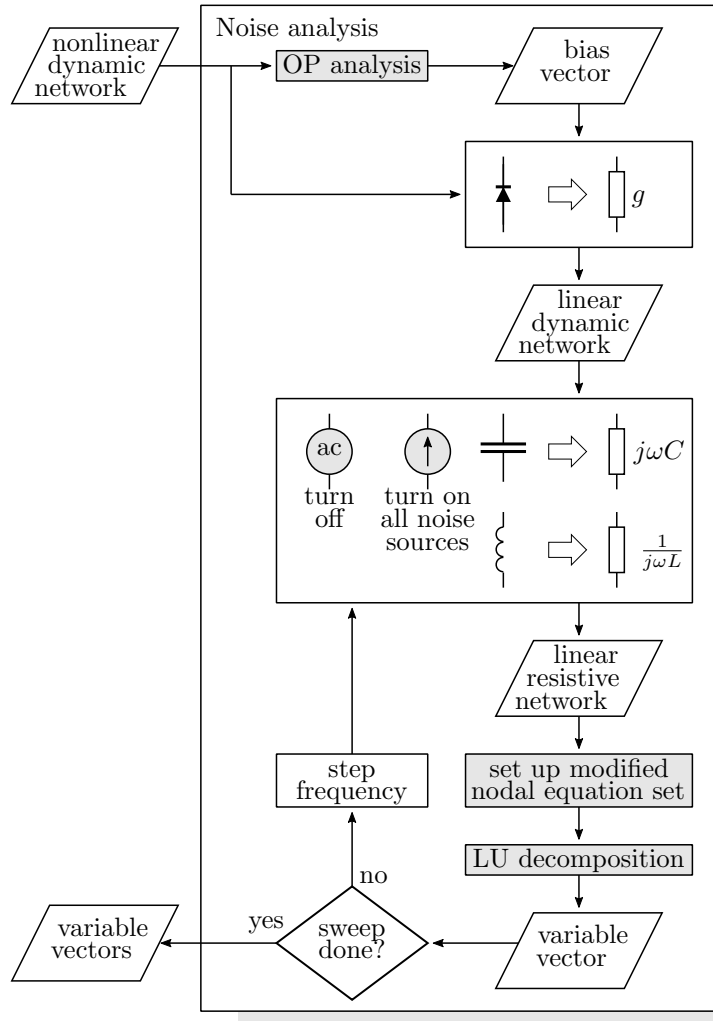 Noise analysis
nonlinear
dynamic
network
OP analysis
bias
vector
g
linear
dynamic
network
ac
turn
off
turn on
all noise
sources
jωC
1/jωL
linear
resistive
network
step
frequency
set up modified
nodal equation set
LU decomposition
no
yes
variable
vectors
sweep
done?
variable
vector